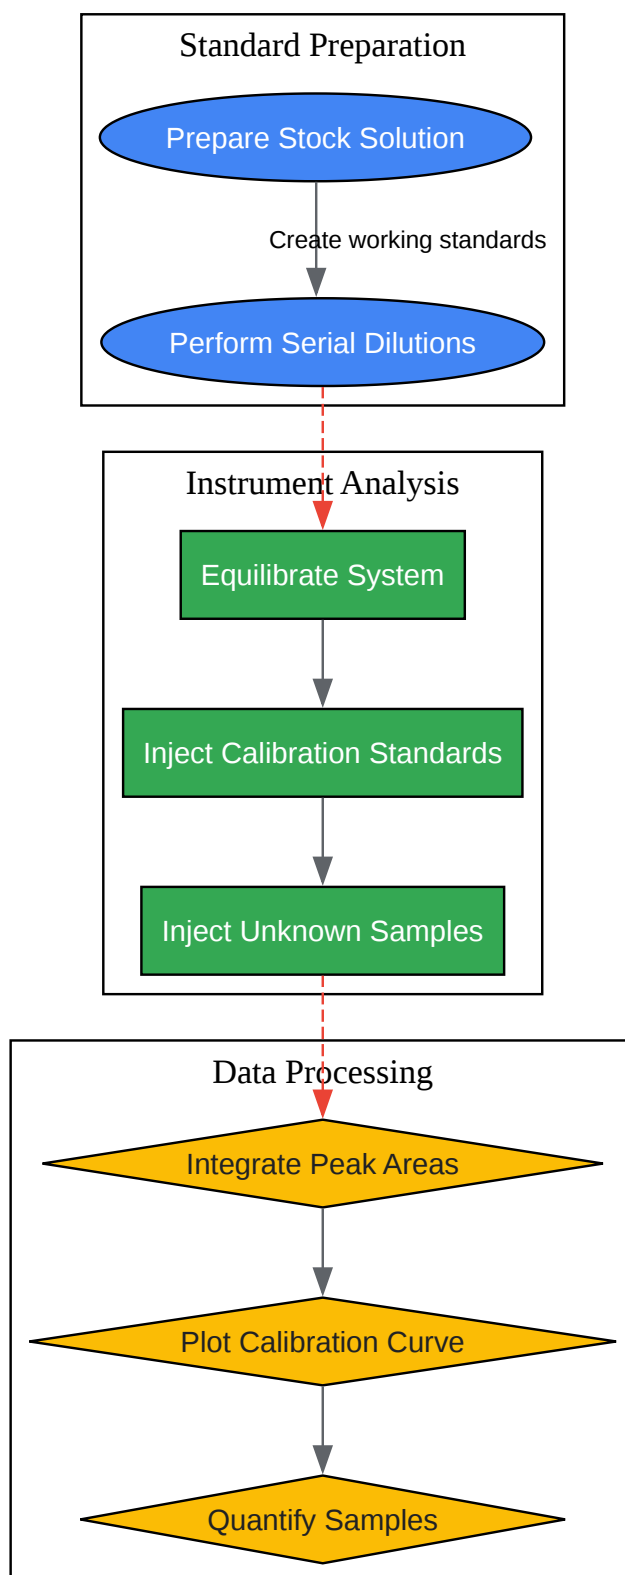 Standard Preparation
Prepare Stock Solution
Create working standards
Perform Serial Dilutions
Instrument Analysis
Equilibrate System
Inject Calibration Standards
Inject Unknown Samples
Data Processing
Integrate Peak Areas
Plot Calibration Curve
Quantify Samples